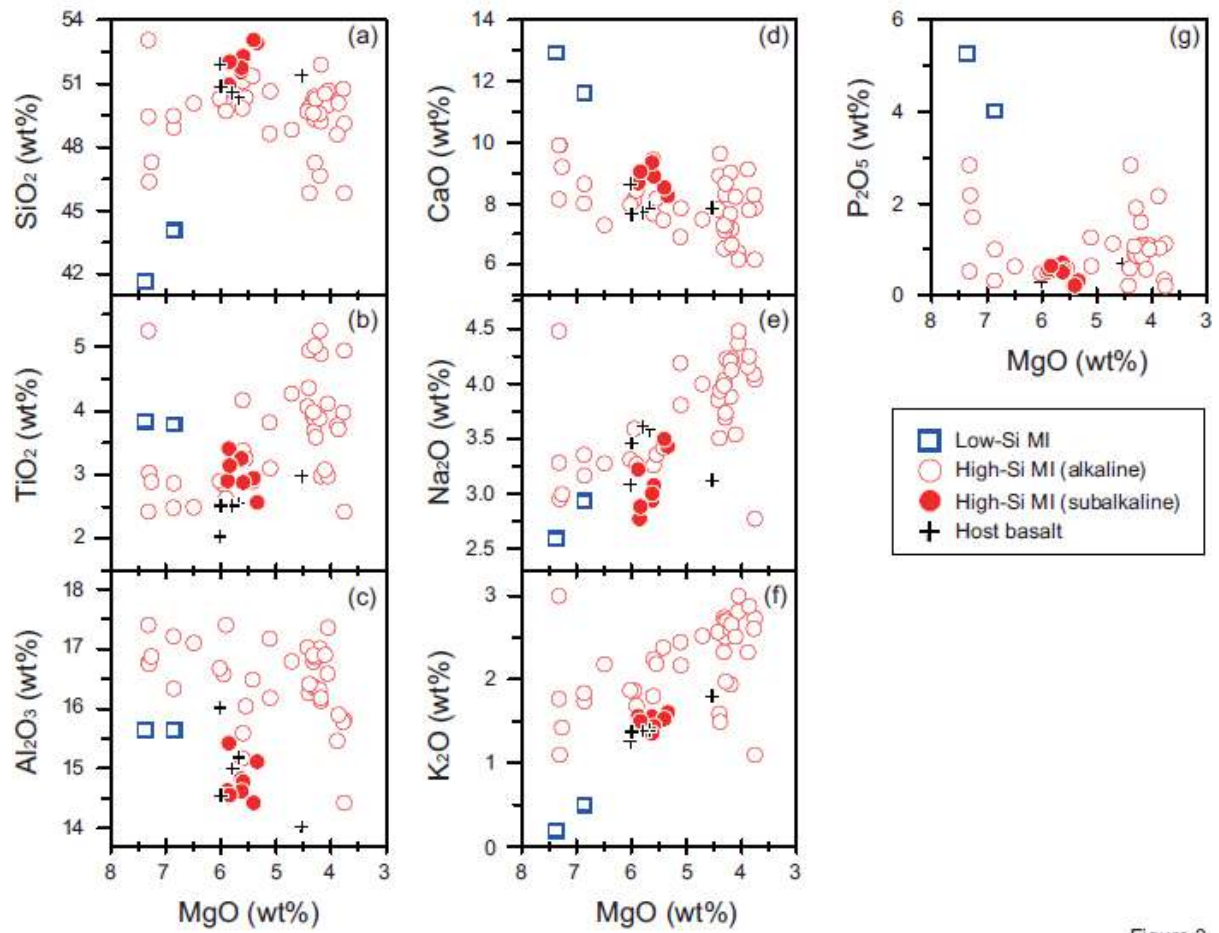 (a)
SiO2 (wt%)
54
51
48
45
42
(b)
TiO2 (wt%)
5
4
3
2
(c)
Al2O3 (wt%)
18
17
16
15
14
8 7 6 5 4 3
MgO (wt%)
(d)
CaO (wt%)
14
12
10
8
6
(e)
Na2O (wt%)
4.5
4.0
3.5
3.0
2.5
(f)
K2O (wt%)
3
2
1
0
8 7 6 5 4 3
MgO (wt%)
(g)
P2O5 (wt%)
6
4
2
0
8 7 6 5 4 3
MgO (wt%)
Low-Si MI
High-Si MI (alkaline)
High-Si MI (subalkaline)
Host basalt